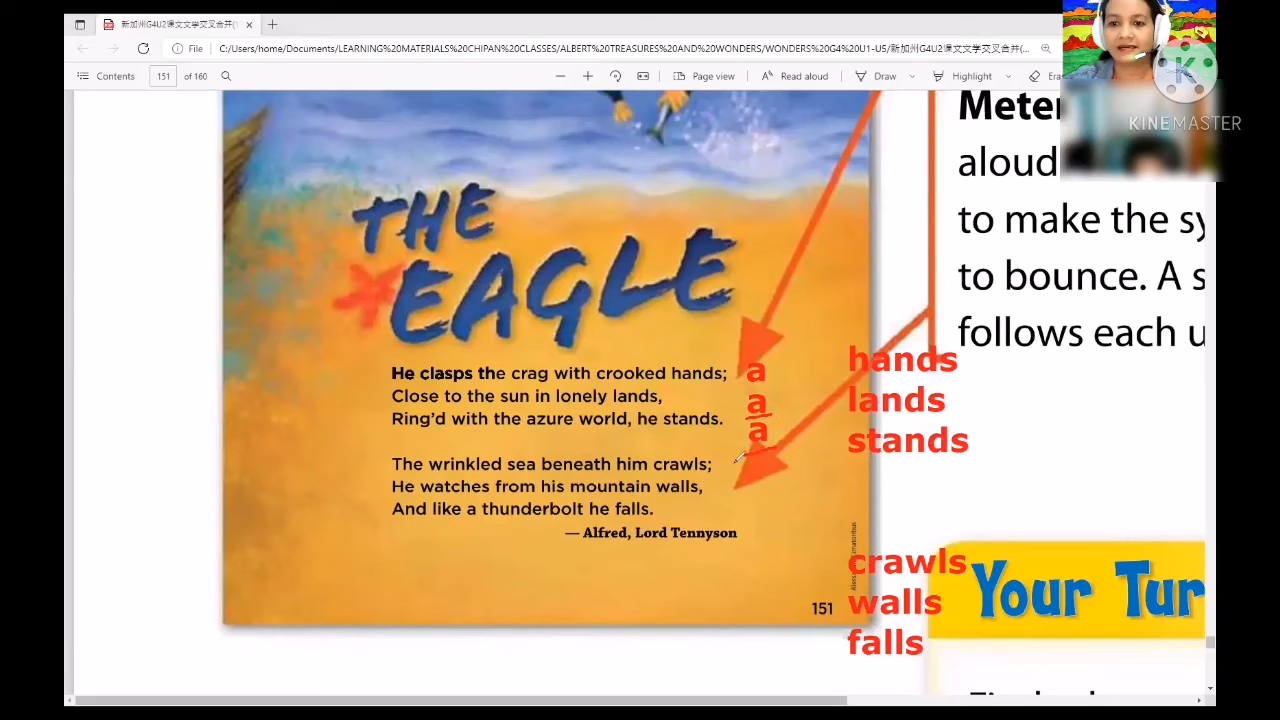 新加州G4U2课文文学交叉合并(
File
C:/Users/home/Documents/LEARNING%20MATERIALS%20CHIPAN%20CLASSES/ALBERT%20TREASURES%20AND%20WONDERS/WONDERS%20G4%20U1-U5/新加州G4U2课文文学交叉合并(...
Contents
151
of 160
Page view
Read aloud
Draw
Highlight
KINEMASTER
THE
EAGLE
He clasps the crag with crooked hands;
Close to the sun in lonely lands,
Ring'd with the azure world, he stands.
The wrinkled sea beneath him crawls;
He watches from his mountain walls,
And like a thunderbolt he falls.
— Alfred, Lord Tennyson
151
a
a
a
hands
lands
stands
crawls
walls
falls
aloud
to make the sy
to bounce. A s
follows each u
Your Tur